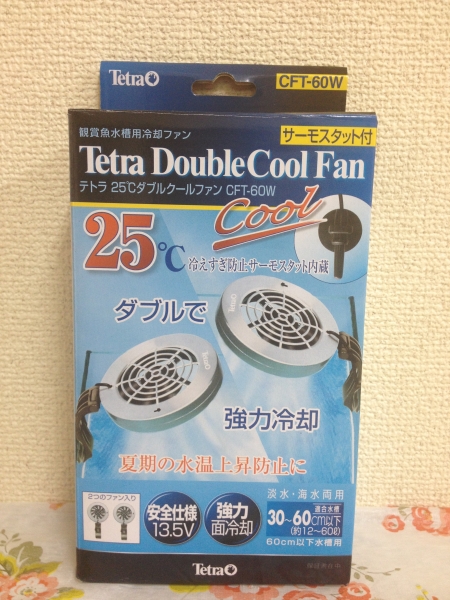 Tetra
CFT-60W
観賞魚水槽用冷却ファン
サーモスタット付
Tetra Double Cool Fan
テトラ 25℃ダブルクールファン CFT-60W
Cool
25℃
冷えすぎ防止サーモスタット内蔵
ダブルで
強力冷却
夏期の水温上昇防止に
2つのファン入り
安全仕様
13.5V
強力
面冷却
淡水・海水両用
30～60cm以下
適合水槽
(約12～60ℓ)
60cm以下水槽用
Tetra